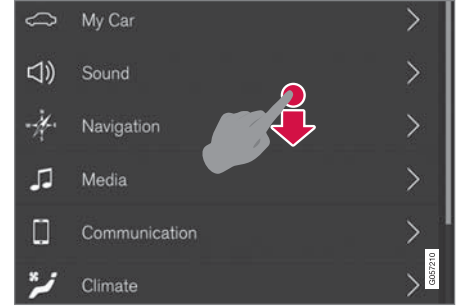 My Car
Sound
Navigation
Media
Communication
Climate
G057210